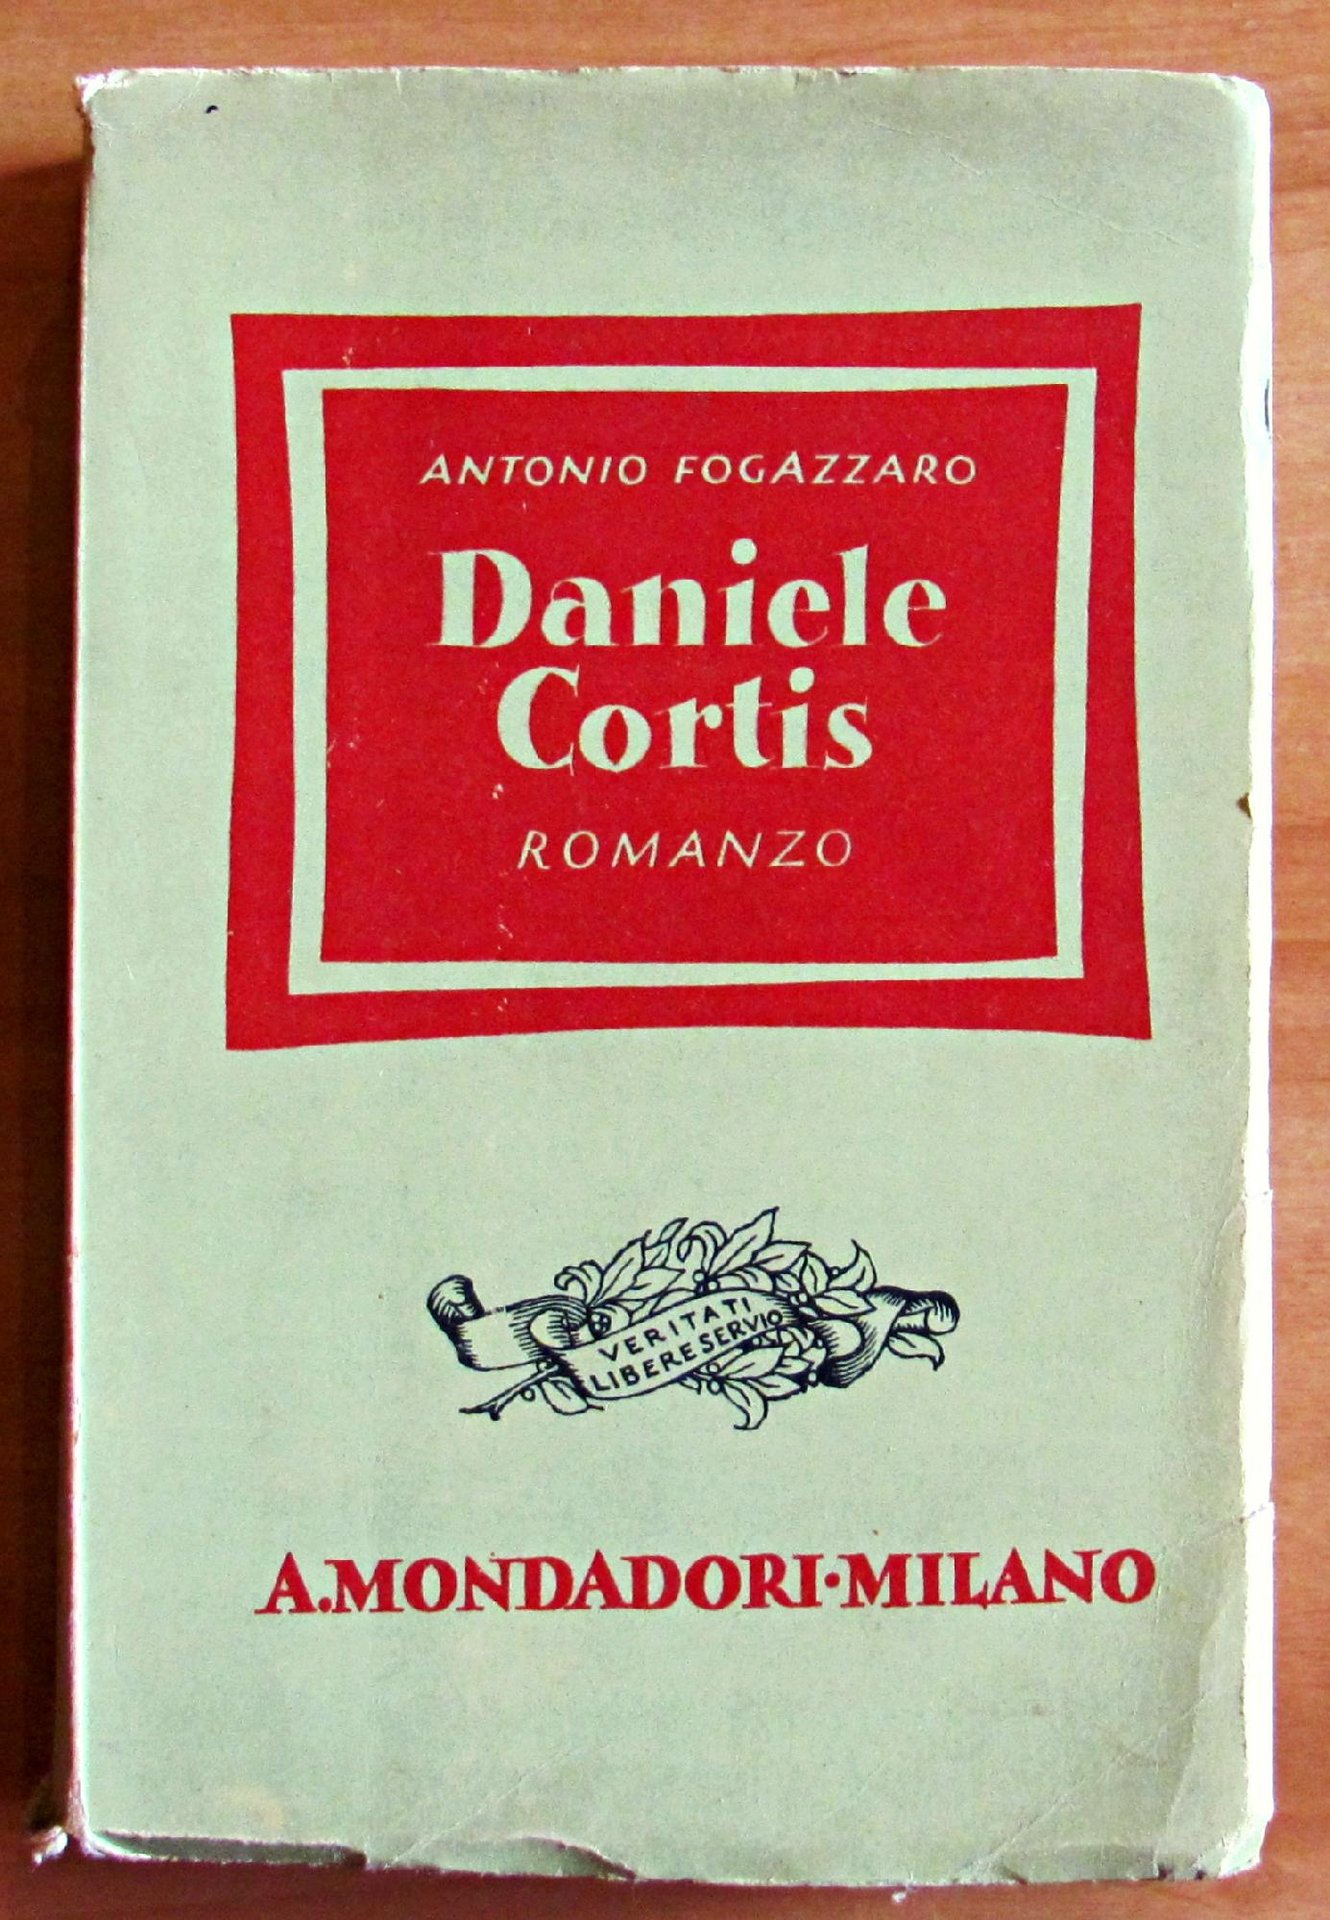 ANTONIO FOGAZZARO
Daniele
Cortis
ROMANZO
VERITATI
LIBERE SERVIO
A.MONDADORI·MILANO